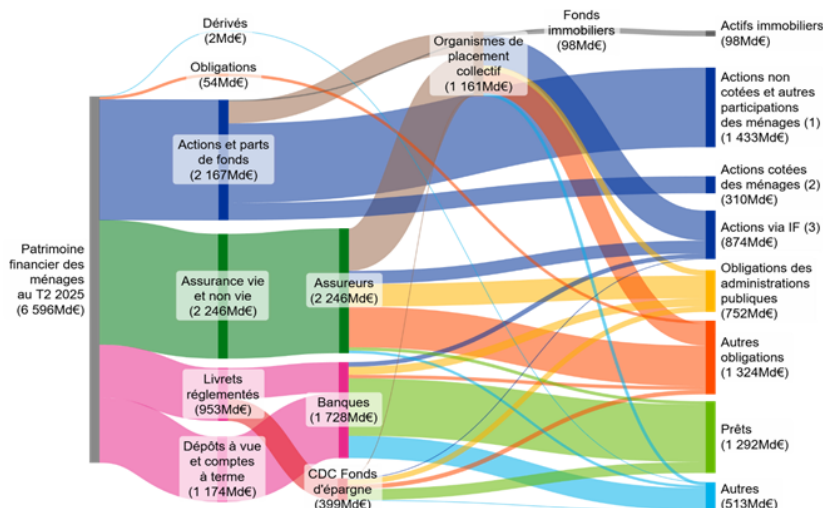 Patrimoine
financier des
ménages
au T2 2025
(6 596Md€)
Dérivés
(2Md€)
Obligations
(54Md€)
Actions et parts
de fonds
(2 167Md€)
Assurance vie
et non vie
(2 246Md€)
Livrets
réglementés
(953Md€)
Dépôts à vue
et comptes
à terme
(1 174Md€)
Organismes de
placement
collectif
(1 161Md€)
Assureurs
(2 246Md€)
Banques
(1 728Md€)
CDC Fonds
d'épargne
(399Md€)
Fonds
immobiliers
(98Md€)
Actifs immobiliers
(98Md€)
Actions non
cotées et autres
participations
des ménages (1)
(1 433Md€)
Actions cotées
des ménages (2)
(310Md€)
Actions via IF (3)
(874Md€)
Obligations des
administrations
publiques
(752Md€)
Autres
obligations
(1 324Md€)
Prêts
(1 292Md€)
Autres
(513Md€)